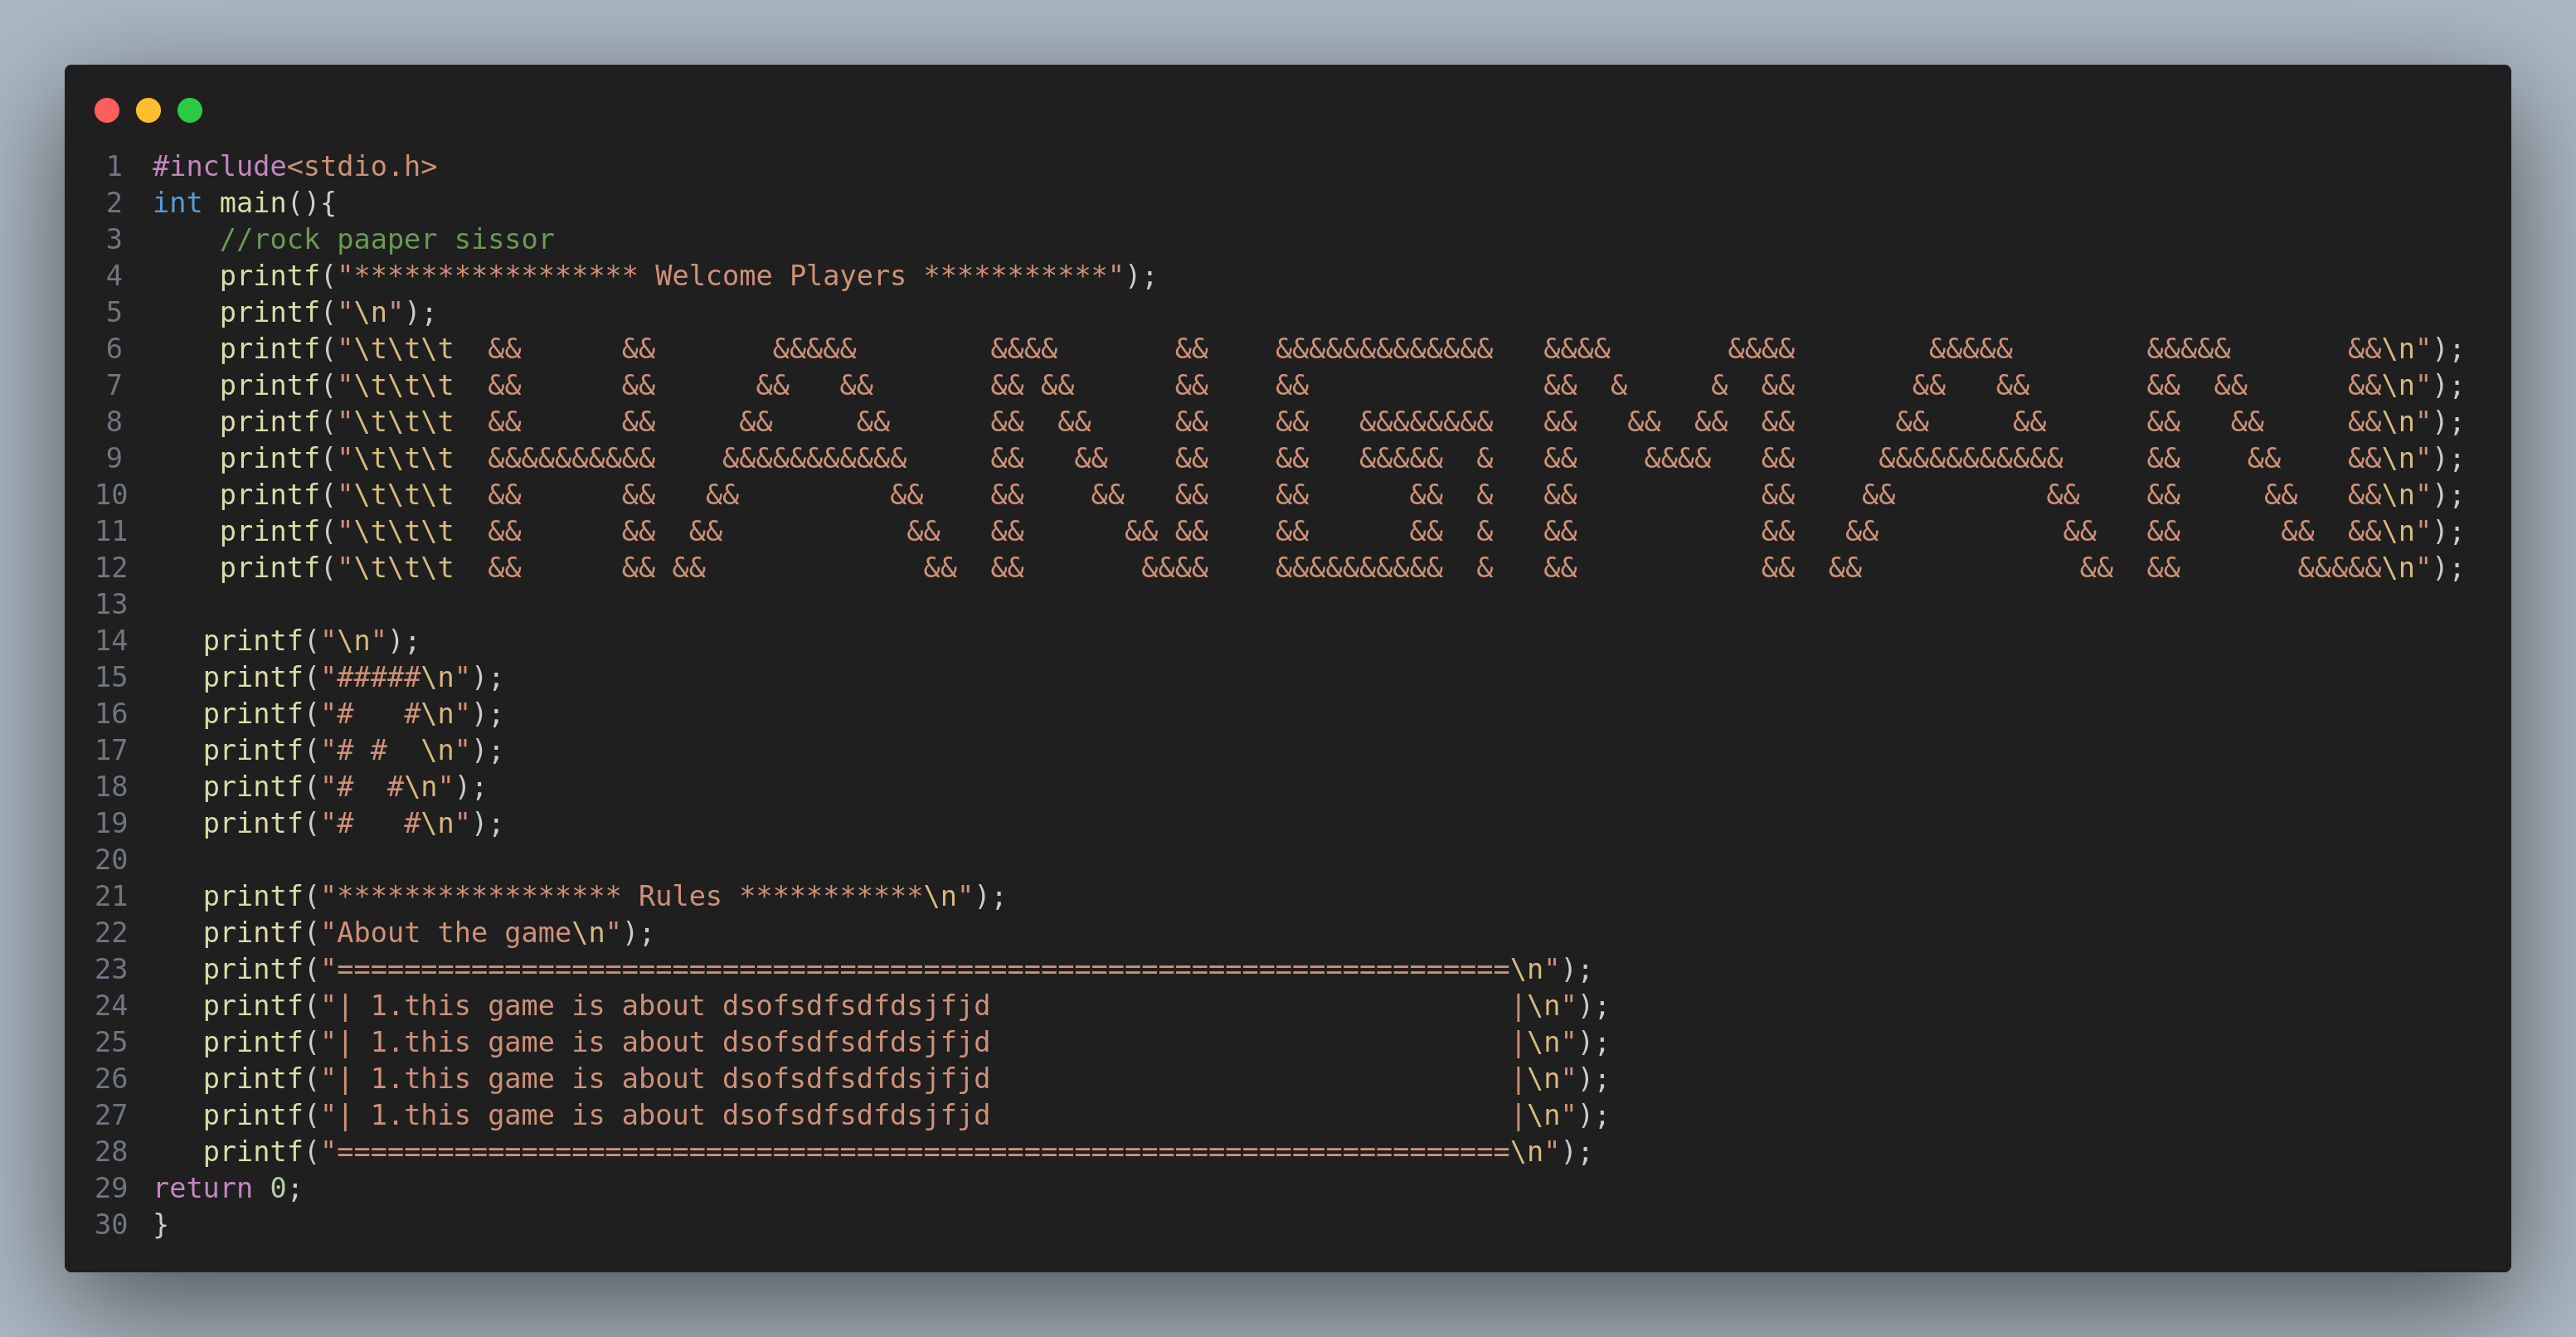 1 #include<stdio.h>
2 int main(){
3     //rock paaper sissor
4     printf("***************** Welcome Players ***********");
5     printf("\n");
6     printf("\t\t\t  &&      &&       &&&&&        &&&&       &&    &&&&&&&&&&&&&   &&&&       &&&&        &&&&&        &&&&&       &&\n");
7     printf("\t\t\t  &&      &&      &&   &&       && &&      &&    &&              &&  &     &  &&       &&   &&       &&  &&      &&\n");
8     printf("\t\t\t  &&      &&     &&     &&      &&  &&     &&    &&   &&&&&&&&   &&   &&  &&  &&      &&     &&      &&   &&     &&\n");
9     printf("\t\t\t  &&&&&&&&&&    &&&&&&&&&&&     &&   &&    &&    &&   &&&&&  &   &&    &&&&   &&     &&&&&&&&&&&     &&    &&    &&\n");
10     printf("\t\t\t  &&      &&   &&         &&    &&    &&   &&    &&      &&  &   &&           &&    &&         &&    &&     &&   &&\n");
11     printf("\t\t\t  &&      &&  &&           &&   &&      && &&    &&      &&  &   &&           &&   &&           &&   &&      &&  &&\n");
12     printf("\t\t\t  &&      && &&             &&  &&       &&&&    &&&&&&&&&&  &   &&           &&  &&             &&  &&       &&&&&\n");
13
14    printf("\n");
15    printf("#####\n");
16    printf("#   #\n");
17    printf("# #  \n");
18    printf("#  #\n");
19    printf("#   #\n");
20
21    printf("***************** Rules ***********\n");
22    printf("About the game\n");
23    printf("======================================================================\n");
24    printf("| 1.this game is about dsofsdfsdfdsjfjd                               |\n");
25    printf("| 1.this game is about dsofsdfsdfdsjfjd                               |\n");
26    printf("| 1.this game is about dsofsdfsdfdsjfjd                               |\n");
27    printf("| 1.this game is about dsofsdfsdfdsjfjd                               |\n");
28    printf("======================================================================\n");
29 return 0;
30 }